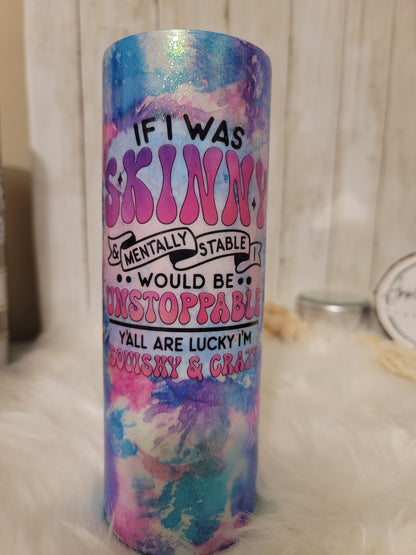 IF I WAS
SKINNY
& MENTALLY STABLE I
WOULD BE
UNSTOPPABLE
Y'ALL ARE LUCKY I'M
SQUISHY & CRAZY